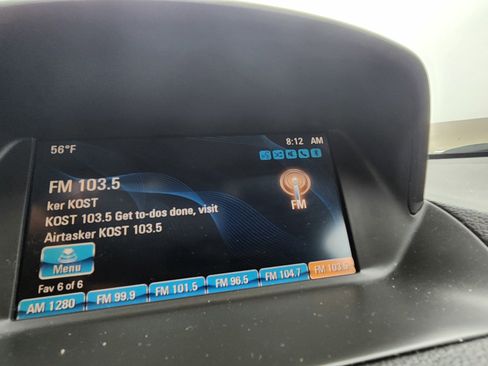 56°F 8:12 AM
FM 103.5
ker KOST
KOST 103.5 Get to-dos done, visit
Airtasker KOST 103.5
FM
Menu
Fav 6 of 6
AM 1280 FM 99.9 FM 101.5 FM 96.5 FM 104.7 FM 103.5